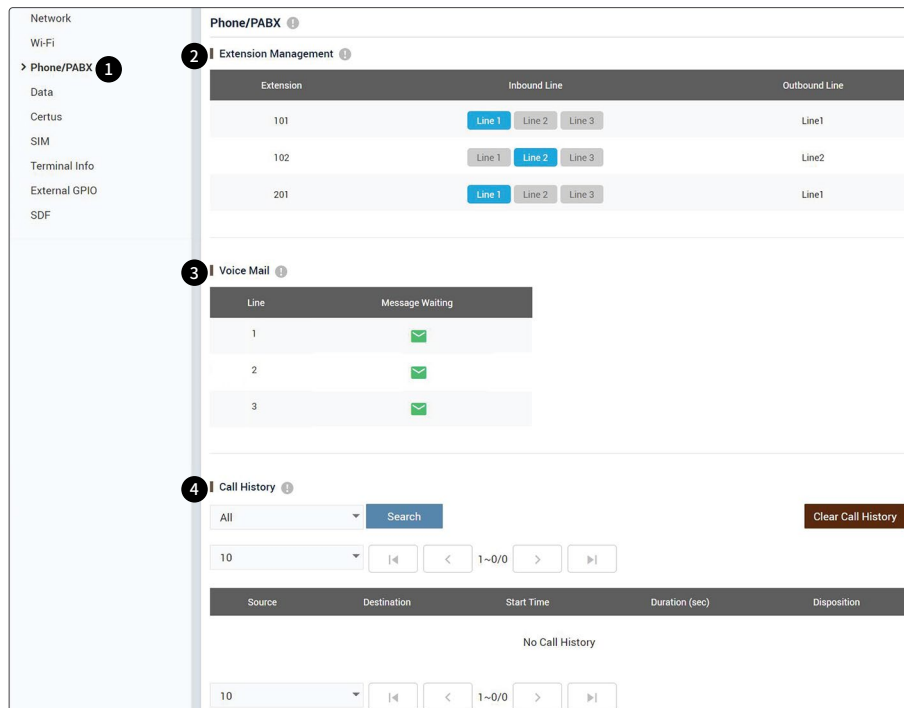 Network
Wi-Fi
> Phone/PABX 1
Data
Certus
SIM
Terminal Info
External GPIO
SDF
Phone/PABX !
2 Extension Management !
Extension Inbound Line Outbound Line
101 Line 1 Line 2 Line 3 Line1
102 Line 1 Line 2 Line 3 Line2
201 Line 1 Line 2 Line 3 Line1
3 Voice Mail !
Line Message Waiting
1
2
3
4 Call History !
All Search Clear Call History
10 1~0/0
Source Destination Start Time Duration (sec) Disposition
No Call History
10 1~0/0